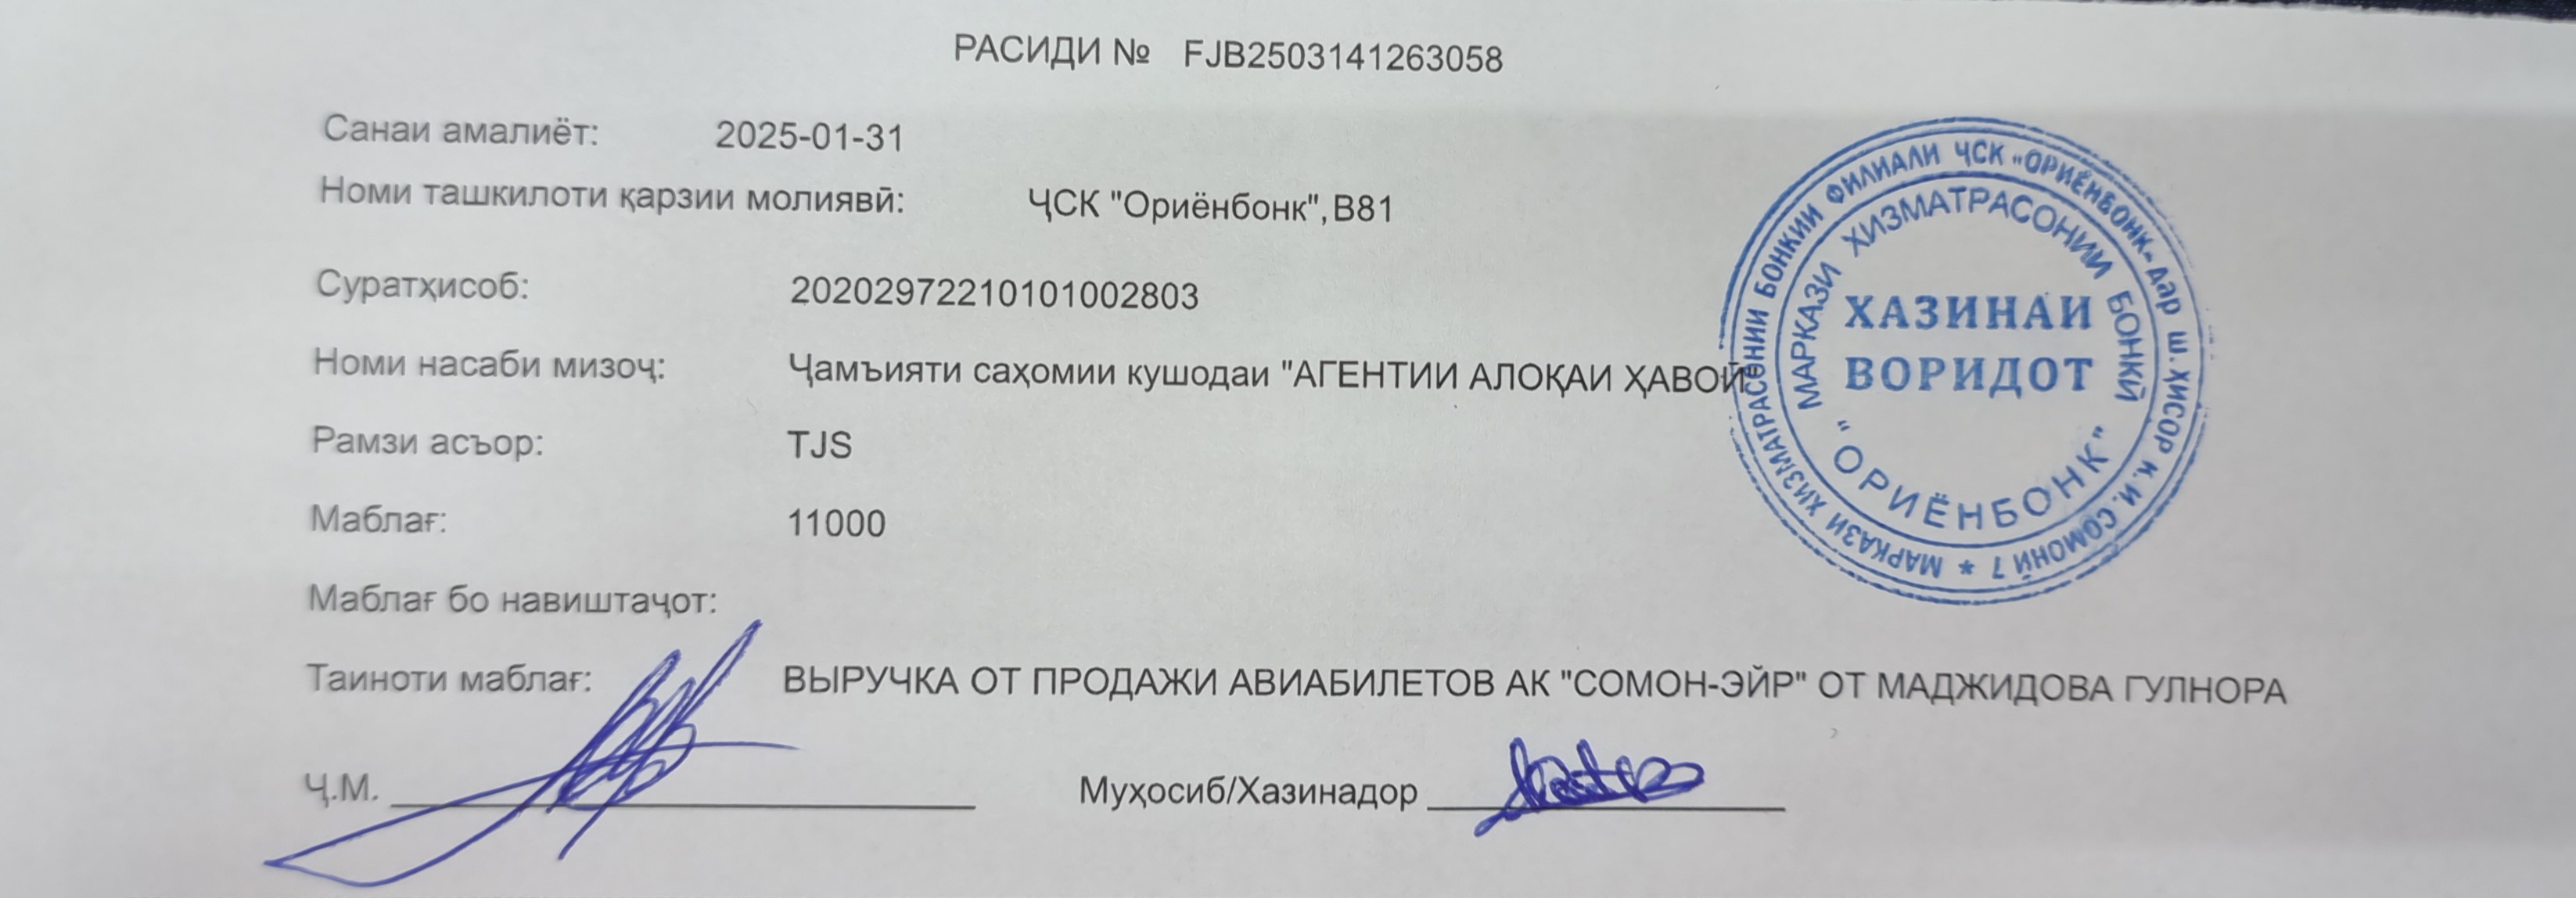 РАСИДИ № FJB2503141263058
Санаи амалиёт: 2025-01-31
Номи ташкилоти қарзии молиявӣ: ҶСК "Ориёнбонк",B81
Суратҳисоб: 20202972210101002803
Номи насаби мизоҷ: Ҷамъияти саҳомии кушодаи "АГЕНТИИ АЛОҚАИ ҲАВОӢ"
Рамзи асъор: TJS
Маблағ: 11000
Маблағ бо навиштаҷот:
Таиноти маблағ: ВЫРУЧКА ОТ ПРОДАЖИ АВИАБИЛЕТОВ АК "СОМОН-ЭЙР" ОТ МАДЖИДОВА ГУЛНОРА
Ҷ.М. Муҳосиб/Хазинадор
МАРКАЗИ ХИЗМАТРАСОНИИ БОНКИИ ФИЛИАЛИ ҶСК "ОРИЁНБОНК" дар ш. ҲИСОР к. И. СОМОНӢ 7 *
МАРКАЗИ ХИЗМАТРАСОНИИ БОНКӢ
"ОРИЁНБОНК"
ХАЗИНАИ
ВОРИДОТ